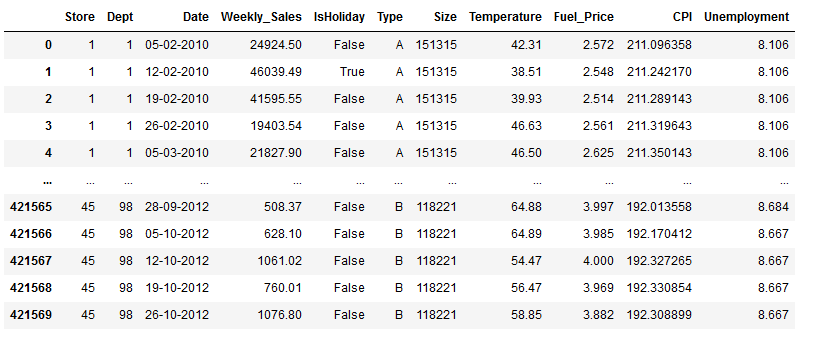 Store Dept Date Weekly_Sales IsHoliday Type Size Temperature Fuel_Price CPI Unemployment
0 1 1 05-02-2010 24924.50 False A 151315 42.31 2.572 211.096358 8.106
1 1 1 12-02-2010 46039.49 True A 151315 38.51 2.548 211.242170 8.106
2 1 1 19-02-2010 41595.55 False A 151315 39.93 2.514 211.289143 8.106
3 1 1 26-02-2010 19403.54 False A 151315 46.63 2.561 211.319643 8.106
4 1 1 05-03-2010 21827.90 False A 151315 46.50 2.625 211.350143 8.106
... ... ... ... ... ... ... ... ... ... ... ...
421565 45 98 28-09-2012 508.37 False B 118221 64.88 3.997 192.013558 8.684
421566 45 98 05-10-2012 628.10 False B 118221 64.89 3.985 192.170412 8.667
421567 45 98 12-10-2012 1061.02 False B 118221 54.47 4.000 192.327265 8.667
421568 45 98 19-10-2012 760.01 False B 118221 56.47 3.969 192.330854 8.667
421569 45 98 26-10-2012 1076.80 False B 118221 58.85 3.882 192.308899 8.667